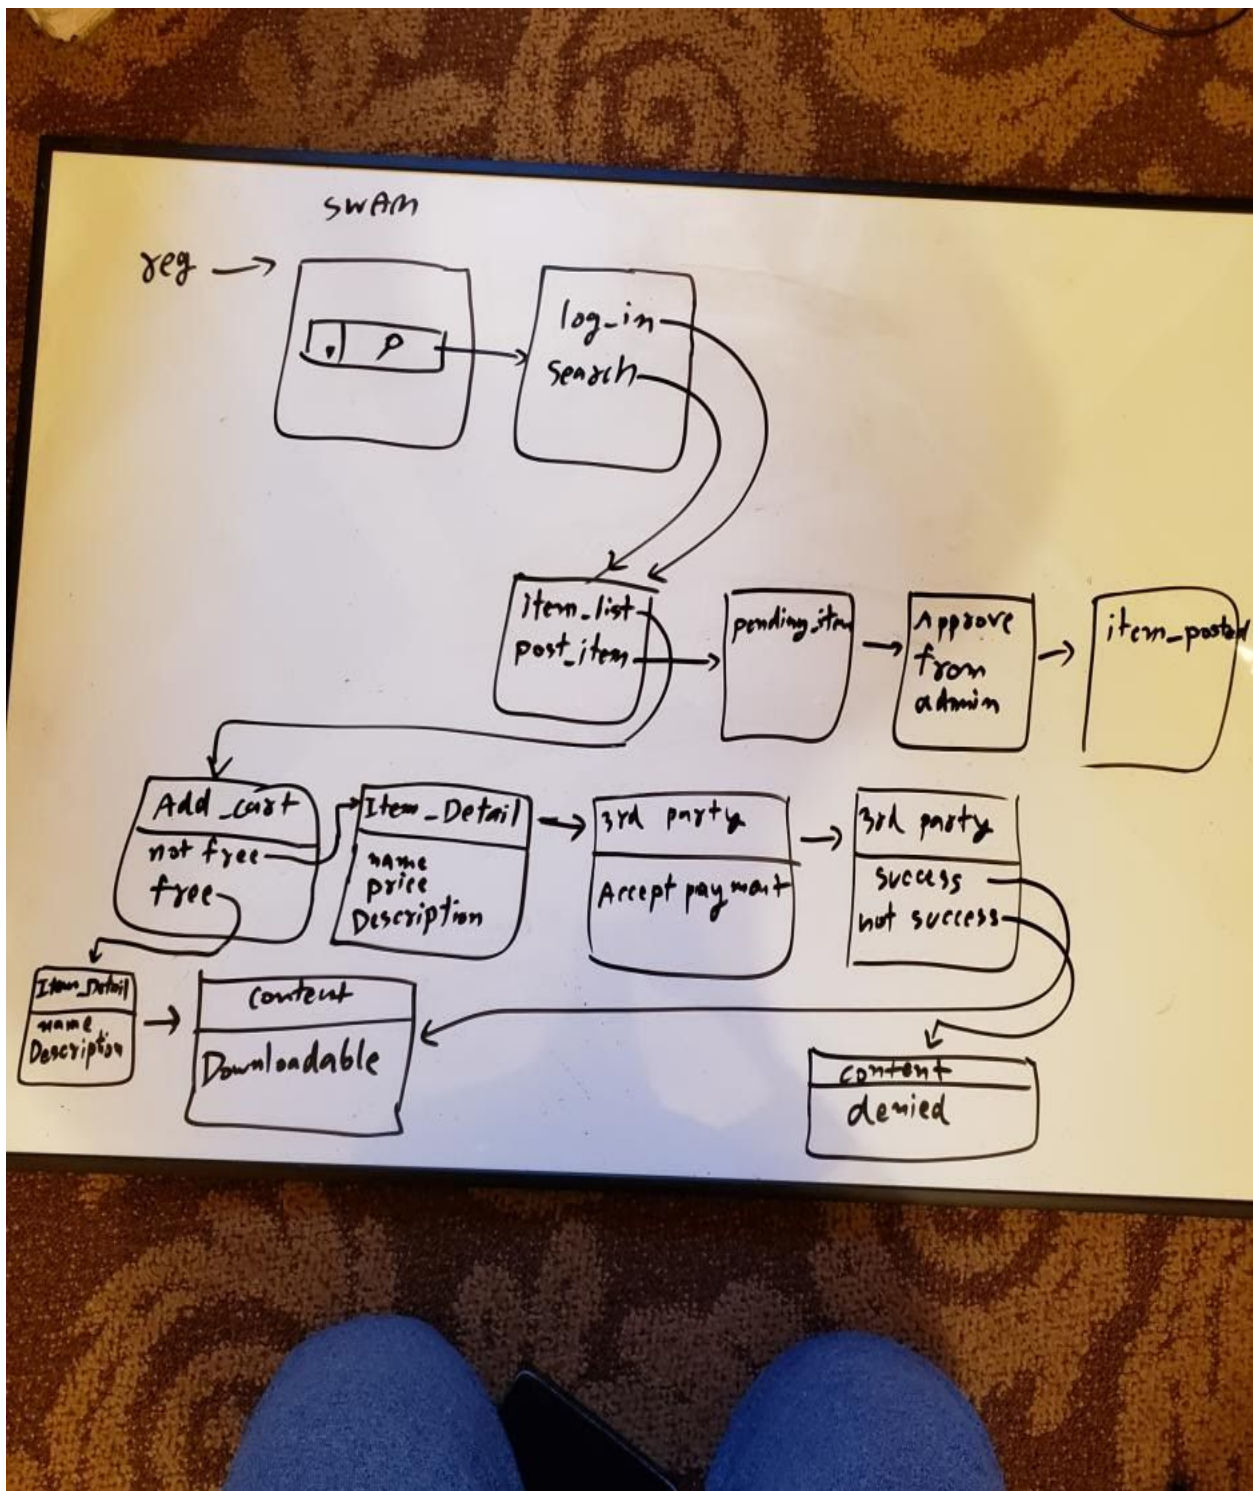 SWAM
reg
log_in
search
item_list
post_item
pending_item
Approve
from
admin
item_posted
Add_cart
not free
free
Item_Detail
name
price
Description
3rd party
Accept payment
3rd party
success
not success
Item_Detail
name
Description
content
Downloadable
content
denied